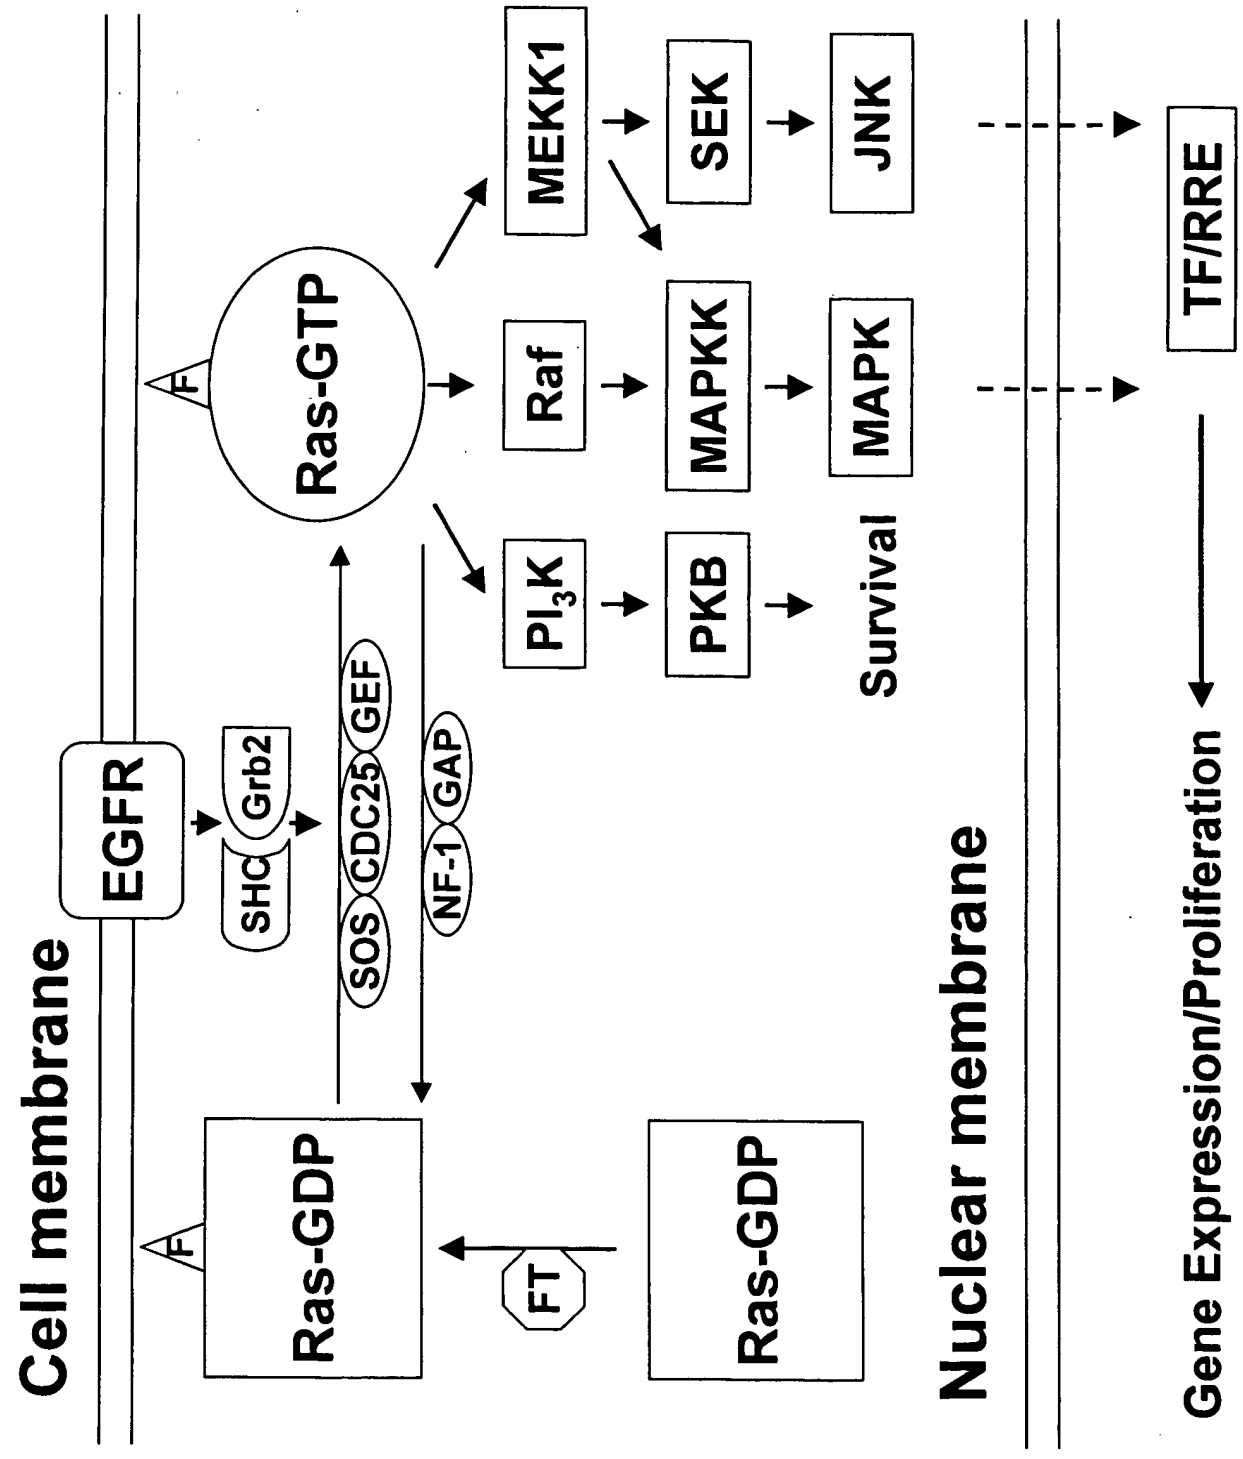 Cell membrane
EGFR
F
F
SHC
Grb2
Ras-GDP
Ras-GTP
SOS
CDC25
GEF
NF-1
GAP
FT
PI3K
Raf
MEKK1
Ras-GDP
PKB
MAPKK
SEK
Survival
MAPK
JNK
Nuclear membrane
Gene Expression/Proliferation
TF/RRE